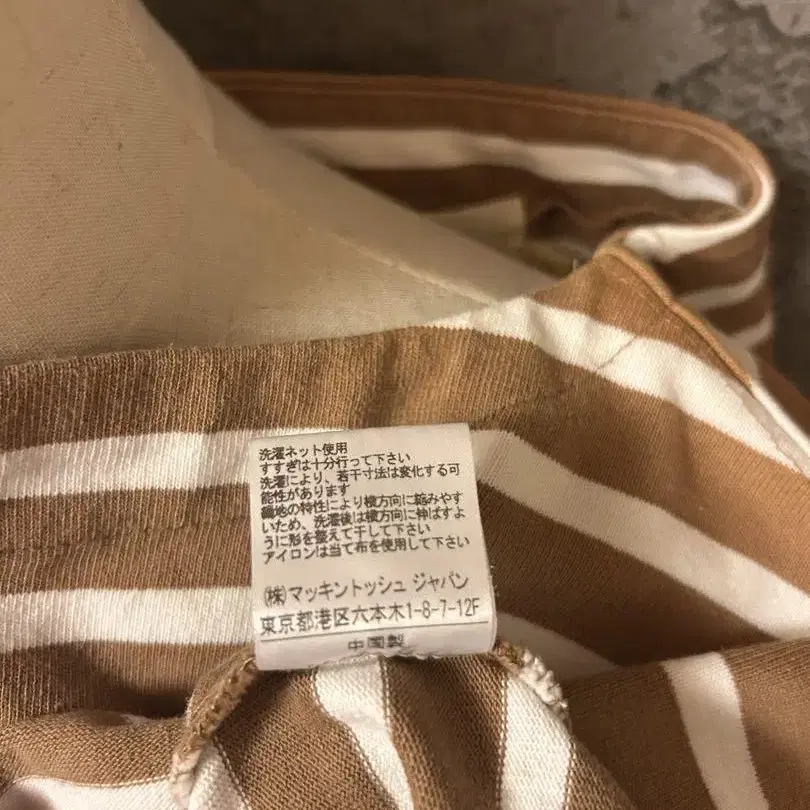 洗濯ネット使用
すすぎは十分行って下さい
洗濯により、若干寸法は変化する可
能性があります
編地の特性により横方向に縮みやす
いため、洗濯後は横方向に伸ばすよ
うに形を整えて干して下さい
アイロンは当て布を使用して下さい
㈱マッキントッシュ ジャパン
東京都港区六本木1-8-7-12F
中国製